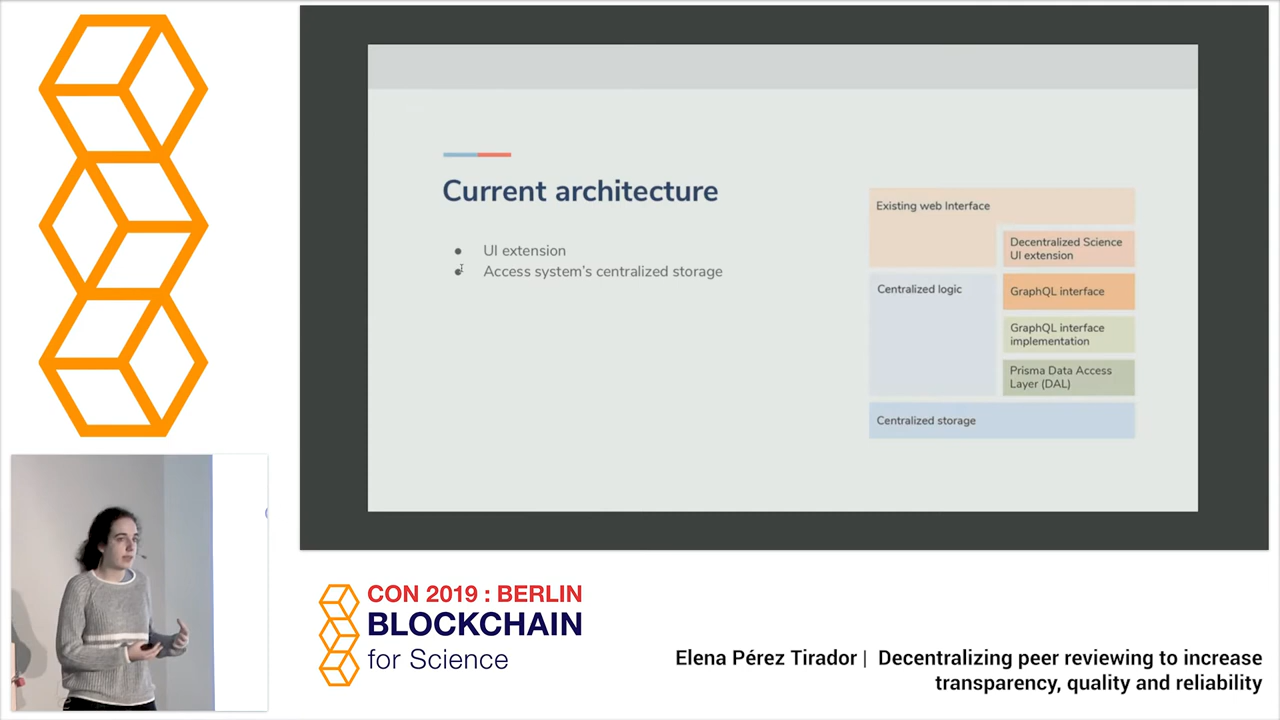 Current architecture
● UI extension
● Access system's centralized storage
Existing web Interface
Decentralized Science
UI extension
Centralized logic
GraphQL interface
GraphQL interface
implementation
Prisma Data Access
Layer (DAL)
Centralized storage
CON 2019 : BERLIN
BLOCKCHAIN
for Science
Elena Pérez Tirador | Decentralizing peer reviewing to increase
transparency, quality and reliability